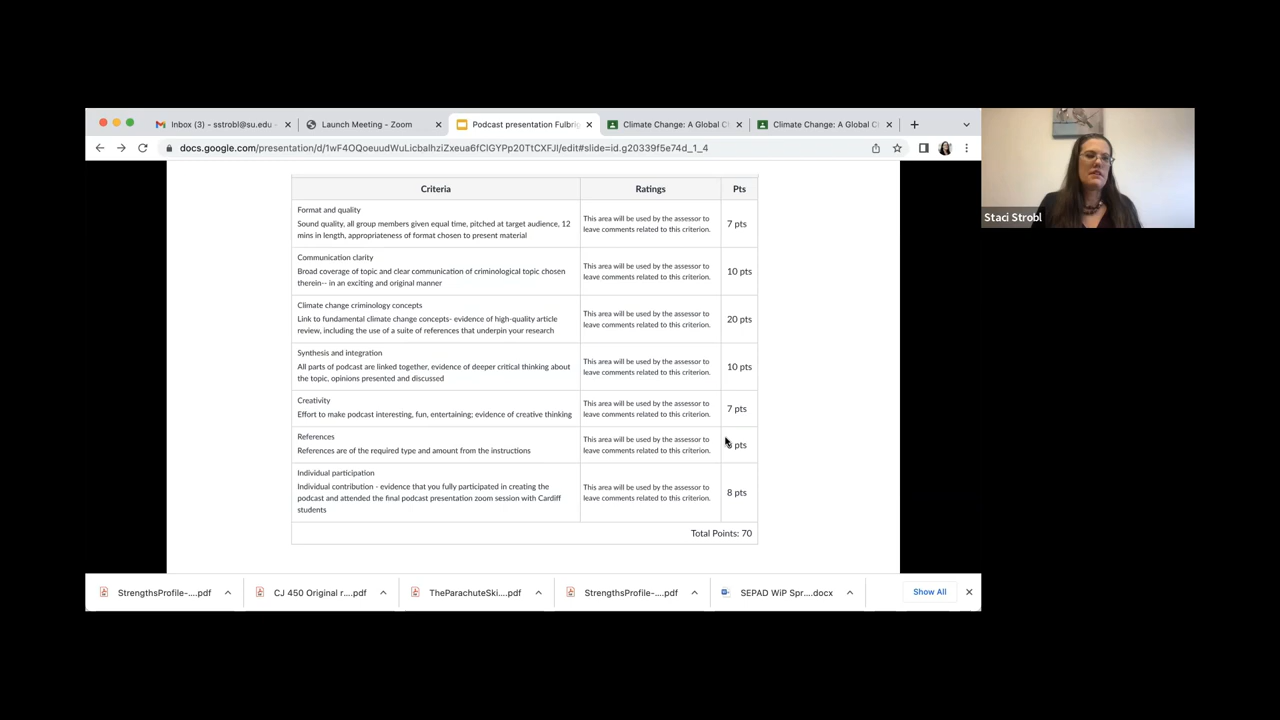 Inbox (3) – sstrobl@su.edu -
Launch Meeting - Zoom
Podcast presentation Fulbrig
Climate Change: A Global C
Climate Change: A Global C
docs.google.com/presentation/d/1wF4OQoeuudWuLicbalhziZxeua6fCIGYPp20TtCXFJI/edit#slide=id.g20339f5e74d_1_4
Staci Strobl
Criteria Ratings Pts
Format and quality
Sound quality, all group members given equal time, pitched at target audience, 12
mins in length, appropriateness of format chosen to present material
This area will be used by the assessor to
leave comments related to this criterion.
7 pts
Communication clarity
Broad coverage of topic and clear communication of criminological topic chosen
therein-- in an exciting and original manner
This area will be used by the assessor to
leave comments related to this criterion.
10 pts
Climate change criminology concepts
Link to fundamental climate change concepts- evidence of high-quality article
review, including the use of a suite of references that underpin your research
This area will be used by the assessor to
leave comments related to this criterion.
20 pts
Synthesis and integration
All parts of podcast are linked together, evidence of deeper critical thinking about
the topic, opinions presented and discussed
This area will be used by the assessor to
leave comments related to this criterion.
10 pts
Creativity
Effort to make podcast interesting, fun, entertaining; evidence of creative thinking
This area will be used by the assessor to
leave comments related to this criterion.
7 pts
References
References are of the required type and amount from the instructions
This area will be used by the assessor to
leave comments related to this criterion.
pts
Individual participation
Individual contribution - evidence that you fully participated in creating the
podcast and attended the final podcast presentation zoom session with Cardiff
students
This area will be used by the assessor to
leave comments related to this criterion.
8 pts
Total Points: 70
StrengthsProfile-....pdf
CJ 450 Original r....pdf
TheParachuteSki....pdf
StrengthsProfile-....pdf
SEPAD WiP Spr....docx
Show All